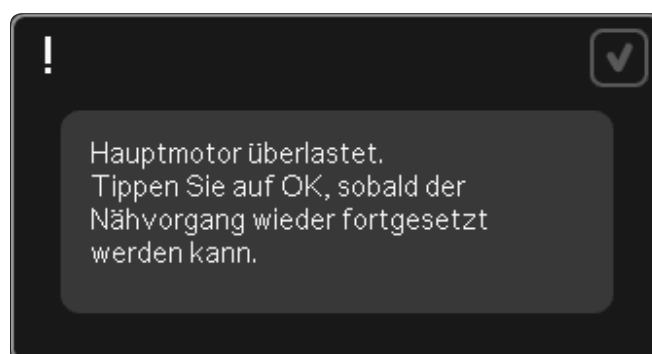 !
Hauptmotor überlastet.
Tippen Sie auf OK, sobald der
Nähvorgang wieder fortgesetzt
werden kann.